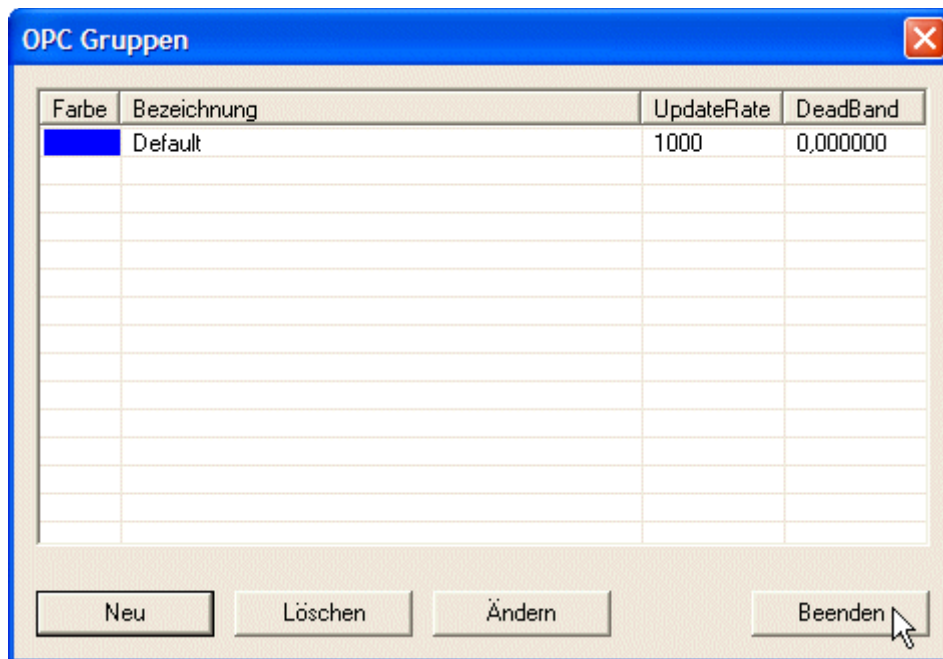 OPC Gruppen
Farbe Bezeichnung UpdateRate DeadBand
Default 1000 0,000000
Neu Löschen Ändern Beenden